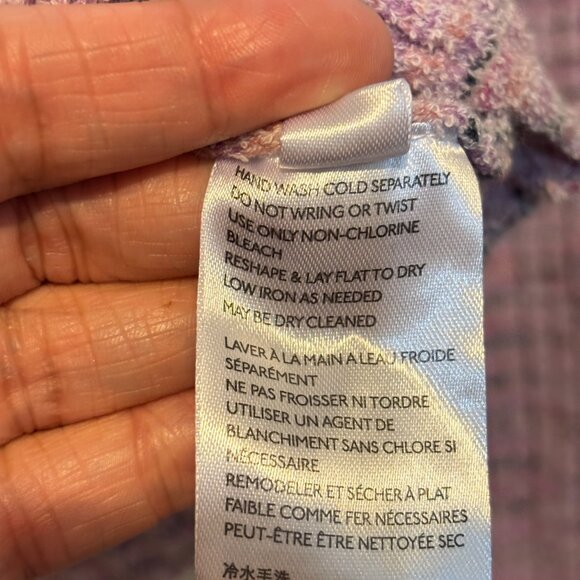 HAND WASH COLD SEPARATELY
DO NOT WRING OR TWIST
USE ONLY NON-CHLORINE
BLEACH
RESHAPE & LAY FLAT TO DRY
LOW IRON AS NEEDED
MAY BE DRY CLEANED
LAVER À LA MAIN A LEAU FROIDE
SÉPARÉMENT
NE PAS FROISSER NI TORDRE
UTILISER UN AGENT DE
BLANCHIMENT SANS CHLORE SI
NÉCESSAIRE
REMODELER ET SÉCHER À PLAT
FAIBLE COMME FER NÉCESSAIRES
PEUT-ÊTRE ÊTRE NETTOYÉE SEC
冷水手洗